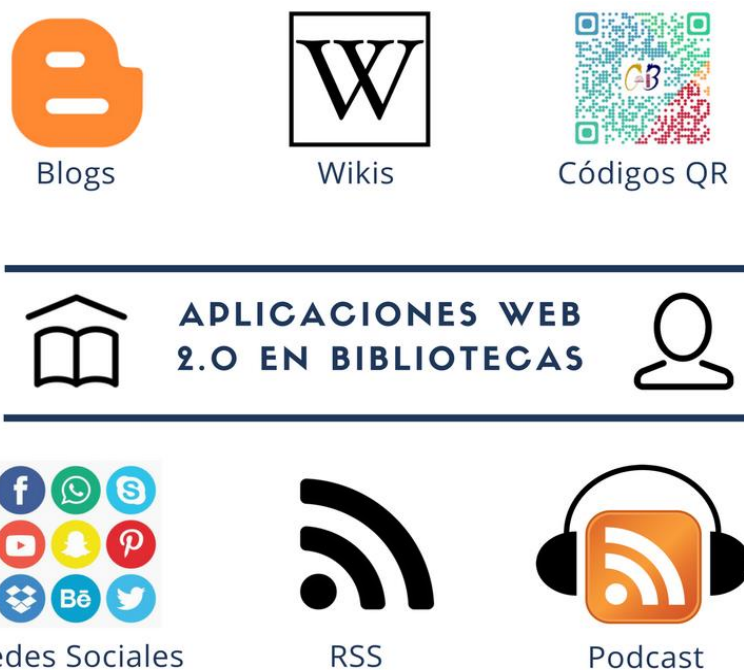 Blogs
Wikis
Códigos QR
APLICACIONES WEB
2.0 EN BIBLIOTECAS
edes Sociales
RSS
Podcast